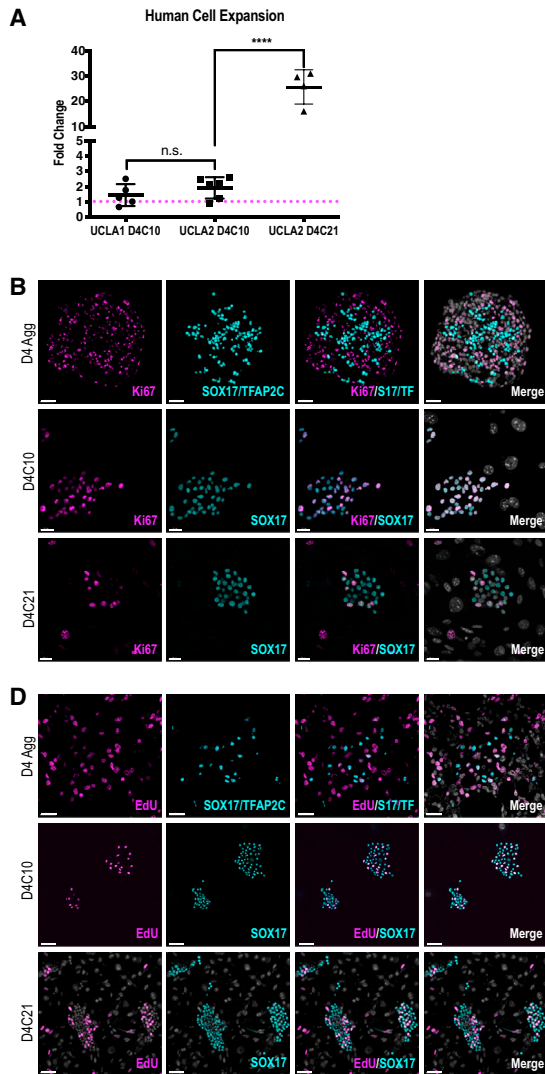 A
Human Cell Expansion
****
n.s.
Fold Change
40
30
20
10
5
4
3
2
1
0
UCLA1 D4C10
UCLA2 D4C10
UCLA2 D4C21
B
D4 Agg
Ki67
SOX17/TFAP2C
Ki67/S17/TF
Merge
D4C10
Ki67
SOX17
Ki67/SOX17
Merge
D4C21
Ki67
SOX17
Ki67/SOX17
Merge
D
D4 Agg
EdU
SOX17/TFAP2C
EdU/S17/TF
Merge
D4C10
EdU
SOX17
EdU/SOX17
Merge
D4C21
EdU
SOX17
EdU/SOX17
Merge